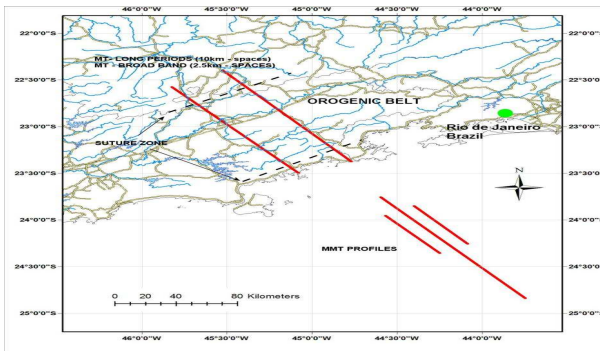 46°0'0"S 45°30'0"S 45°0'0"S 44°30'0"S 44°0'0"S
22°0'0"S 22°0'0"S
22°30'0"S 22°30'0"S
MT- LONG PERIODS (10km - spaces)
MT - BROAD BAND (2.5km - SPACES)
OROGENIC BELT
23°0'0"S 23°0'0"S
Rio de Janeiro
Brazil
SUTURE ZONE
23°30'0"S 23°30'0"S
N
24°0'0"S 24°0'0"S
MMT PROFILES
24°30'0"S 24°30'0"S
0 20 40 80 Kilometers
25°0'0"S 25°0'0"S
46°0'0"S 45°30'0"S 45°0'0"S 44°30'0"S 44°0'0"S